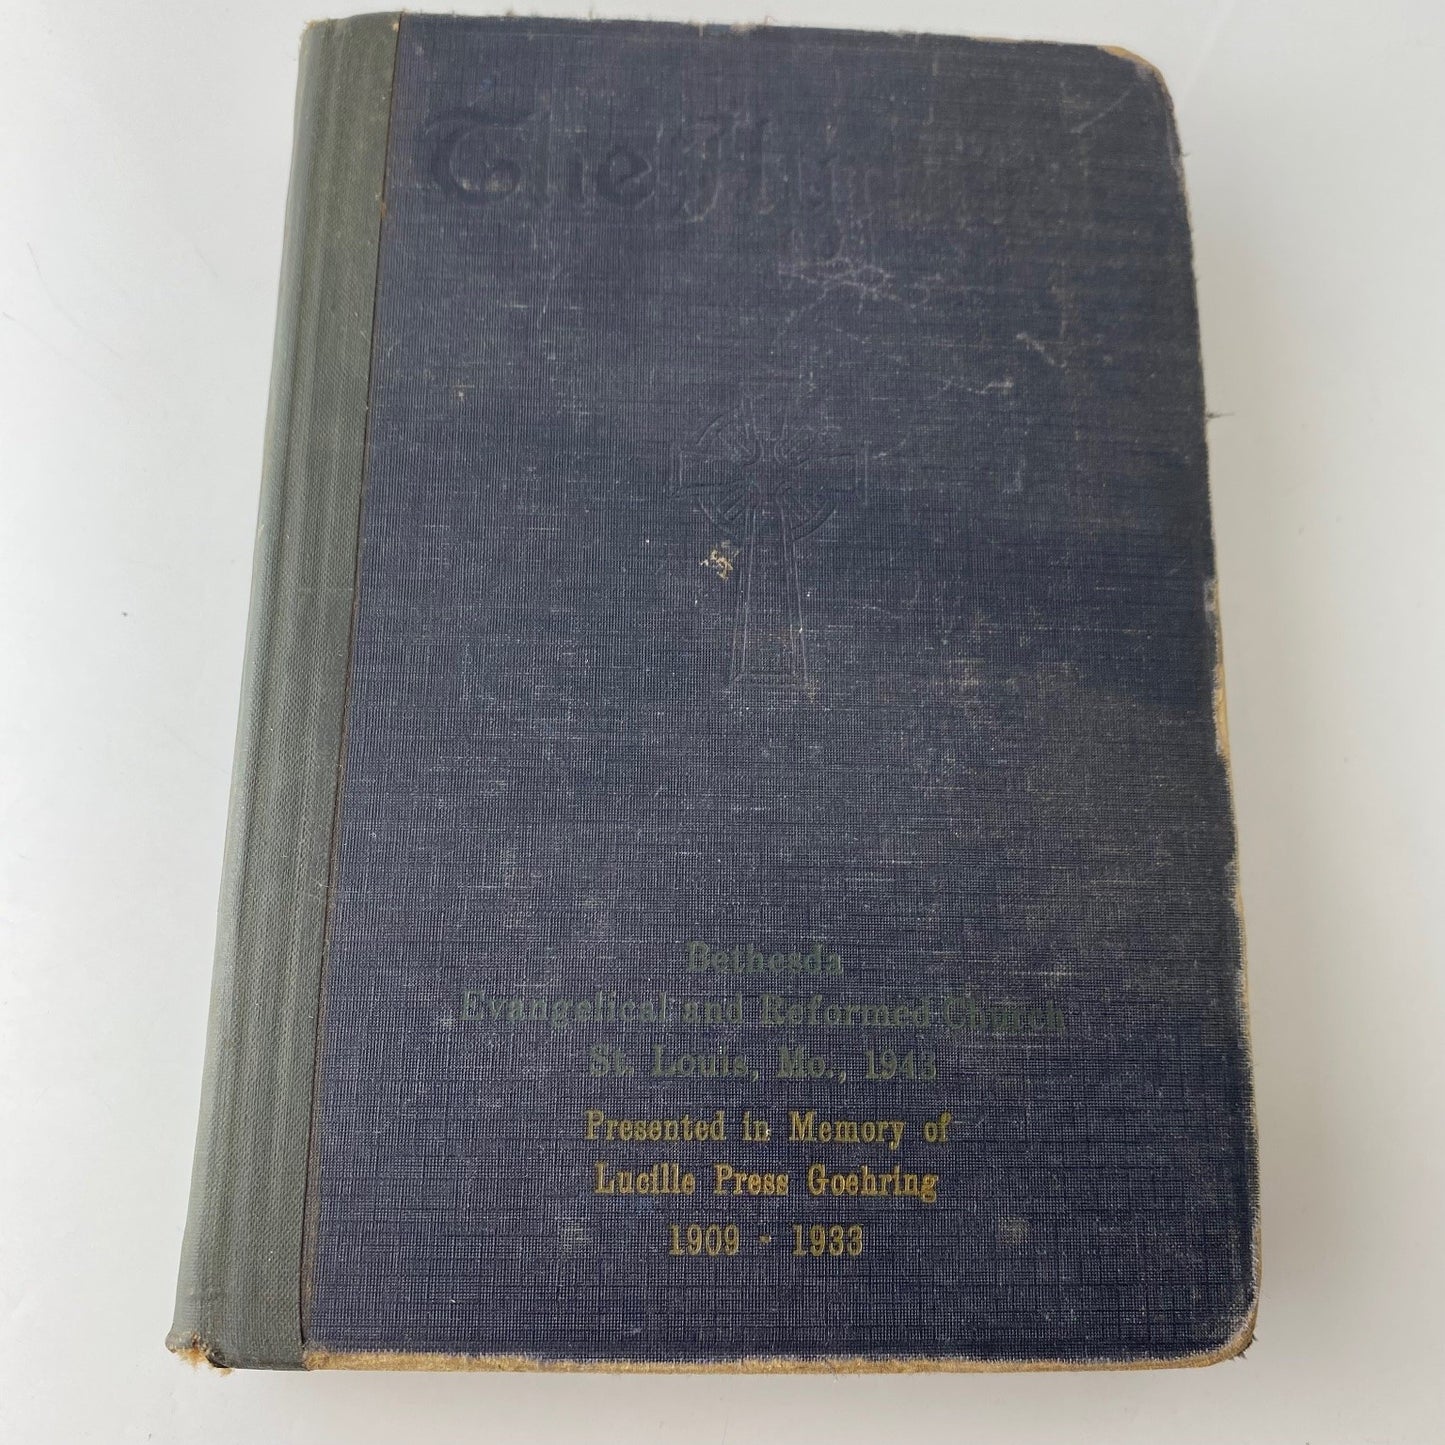 The Hymnal
Bethesda
Evangelical and Reformed Church
St. Louis, Mo., 1943
Presented in Memory of
Lucille Press Goehring
1909 - 1933